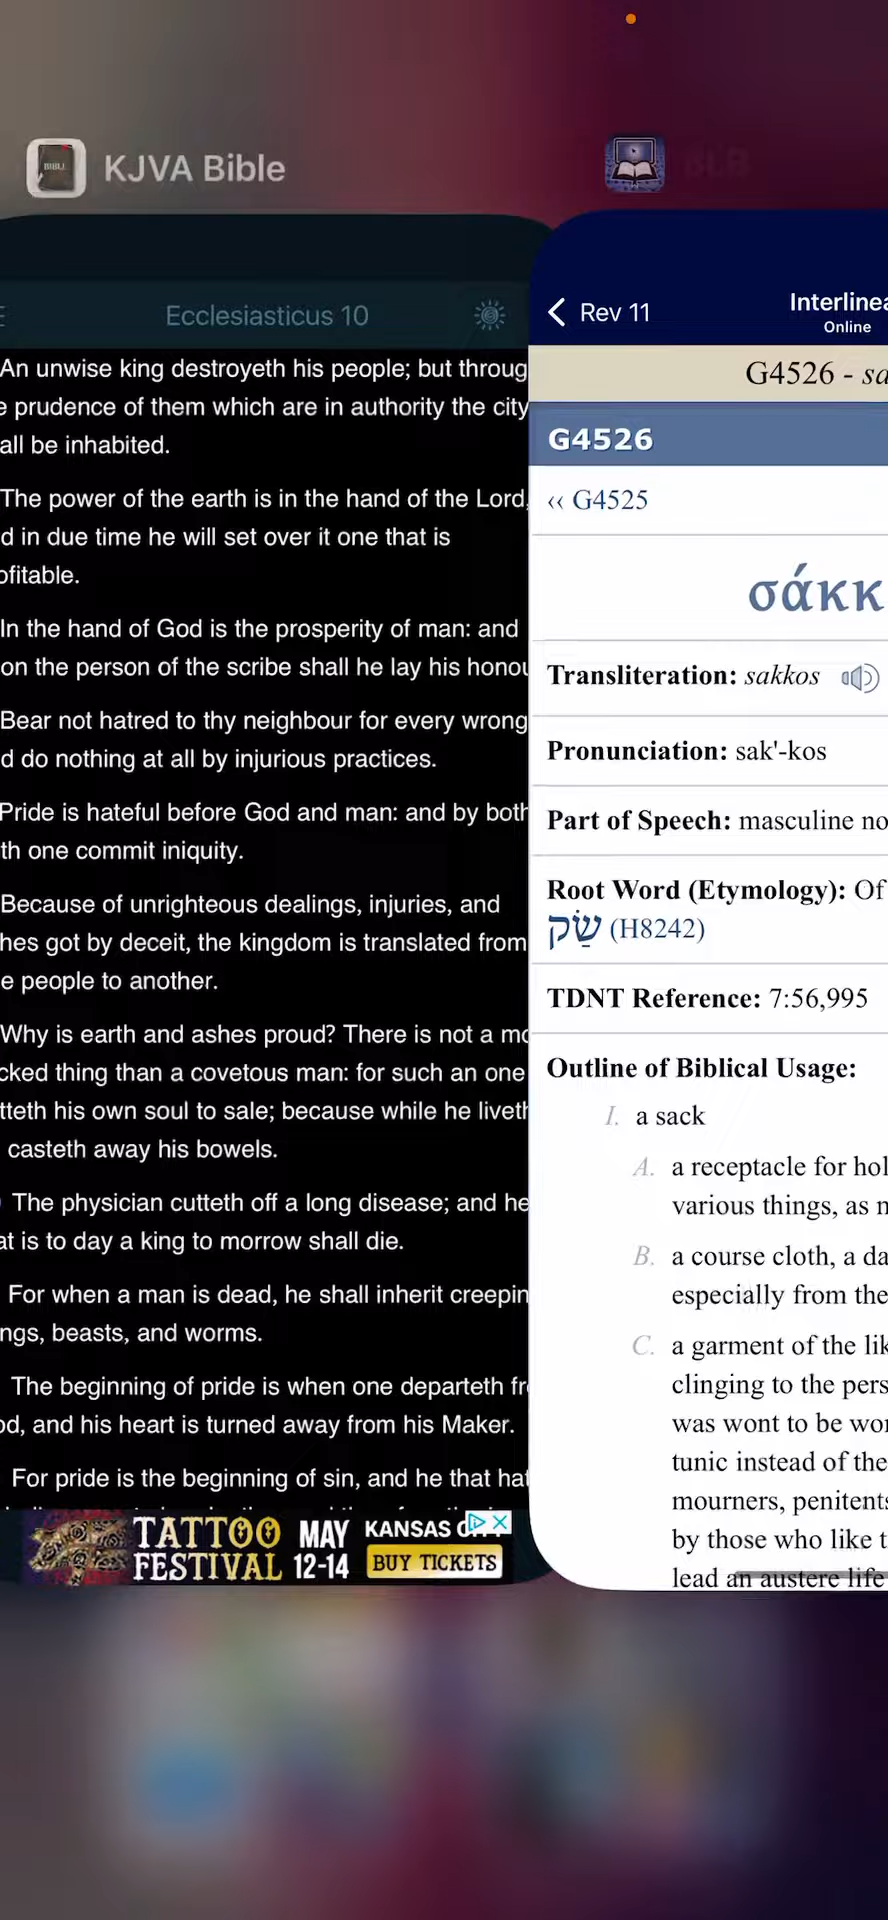 KJVA Bible
BLB
Ecclesiasticus 10
An unwise king destroyeth his people; but throug
e prudence of them which are in authority the city
all be inhabited.
The power of the earth is in the hand of the Lord,
d in due time he will set over it one that is
ofitable.
In the hand of God is the prosperity of man: and
on the person of the scribe shall he lay his honou
Bear not hatred to thy neighbour for every wrong
d do nothing at all by injurious practices.
Pride is hateful before God and man: and by both
th one commit iniquity.
Because of unrighteous dealings, injuries, and
hes got by deceit, the kingdom is translated from
e people to another.
Why is earth and ashes proud? There is not a mo
cked thing than a covetous man: for such an one
tteth his own soul to sale; because while he liveth
casteth away his bowels.
The physician cutteth off a long disease; and he
at is to day a king to morrow shall die.
For when a man is dead, he shall inherit creepin
ngs, beasts, and worms.
The beginning of pride is when one departeth fr
od, and his heart is turned away from his Maker.
For pride is the beginning of sin, and he that hat
TATTOO
FESTIVAL
MAY
12-14
KANSAS C
BUY TICKETS
Rev 11
Interlinea
Online
G4526 - sa
G4526
‹‹ G4525
σάκκ
Transliteration: sakkos
Pronunciation: sak'-kos
Part of Speech: masculine no
Root Word (Etymology): Of
שַׂק (H8242)
TDNT Reference: 7:56,995
Outline of Biblical Usage:
I. a sack
A. a receptacle for hol
various things, as m
B. a course cloth, a da
especially from the
C. a garment of the lik
clinging to the pers
was wont to be wor
tunic instead of the
mourners, penitents
by those who like t
lead an austere life